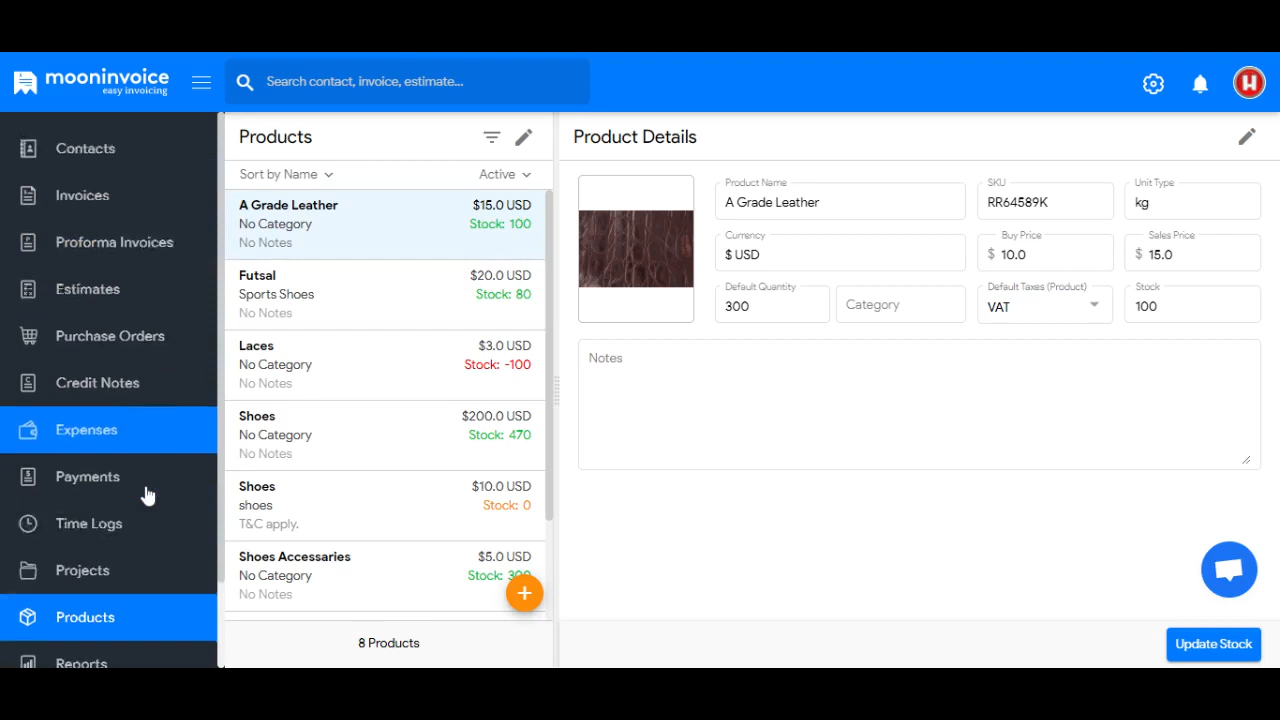 mooninvoice
easy invoicing
Search contact, invoice, estimate...
H
Contacts
Invoices
Proforma Invoices
Estimates
Purchase Orders
Credit Notes
Expenses
Payments
Time Logs
Projects
Products
Reports
Products
Sort by Name
Active
A Grade Leather $15.0 USD
No Category Stock: 100
No Notes
Futsal $20.0 USD
Sports Shoes Stock: 80
No Notes
Laces $3.0 USD
No Category Stock: -100
No Notes
Shoes $200.0 USD
No Category Stock: 470
No Notes
Shoes $10.0 USD
shoes Stock: 0
T&C apply.
Shoes Accessaries $5.0 USD
No Category Stock: 300
No Notes
8 Products
Product Details
Product Name
A Grade Leather
SKU
RR64589K
Unit Type
kg
Currency
$ USD
Buy Price
$ 10.0
Sales Price
$ 15.0
Default Quantity
300
Category
Default Taxes (Product)
VAT
Stock
100
Notes
Update Stock